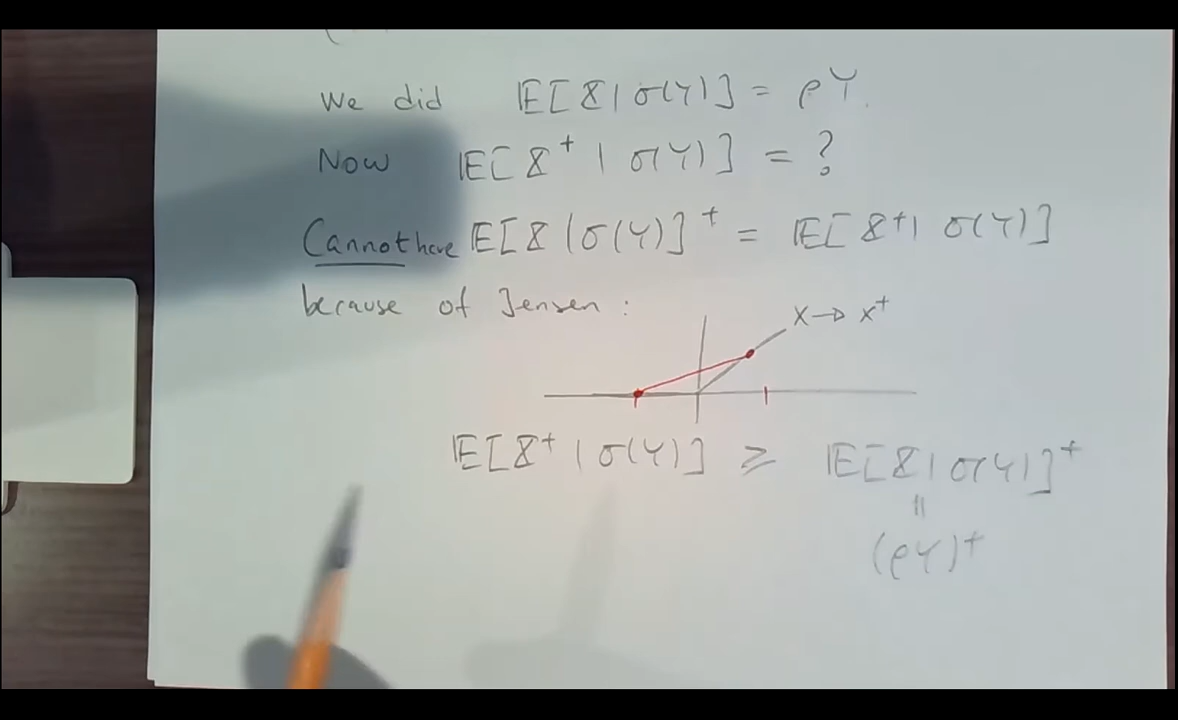 We did E[X|σ(Y)] = ρY.
Now E[X⁺|σ(Y)] = ?
Cannot have E[X|σ(Y)]⁺ = E[X⁺|σ(Y)]
because of Jensen:
x → x⁺
E[X⁺|σ(Y)] ≥ E[X|σ(Y)]⁺
=
(ρY)⁺